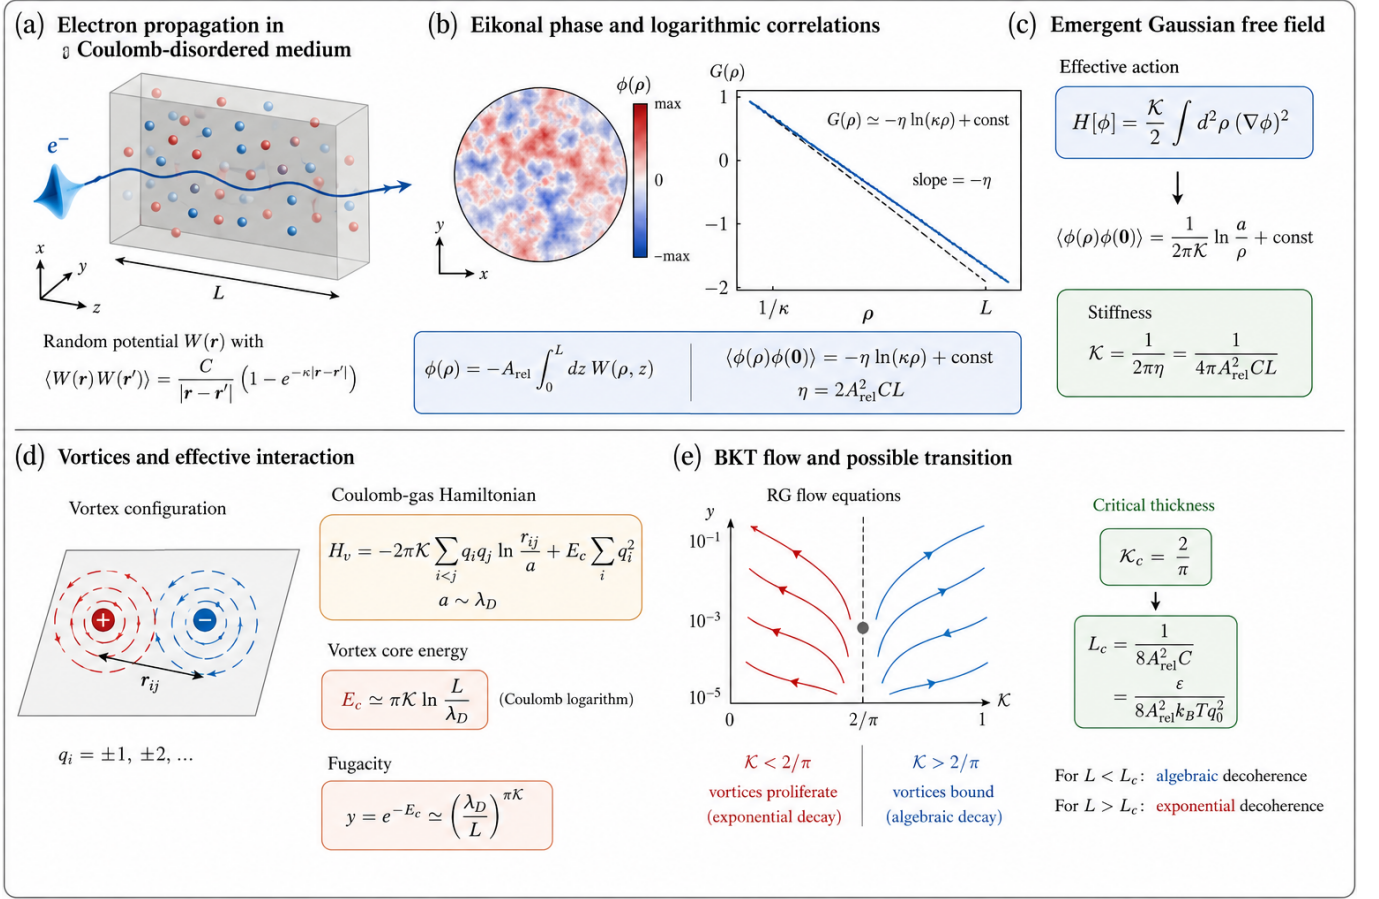 (a) Electron propagation in
▯ Coulomb-disordered medium
e⁻
x
y
z
L
Random potential W(r) with
⟨W(r)W(r′)⟩ = C / |r − r′| (1 − e^{−κ|r−r′|})
(b) Eikonal phase and logarithmic correlations
ϕ(ρ)
max
0
−max
y
x
G(ρ)
1
0
−1
−2
G(ρ) ≃ −η ln(κρ) + const
slope = −η
1/κ
ρ
L
ϕ(ρ) = −A_rel ∫₀^L dz W(ρ, z)
⟨ϕ(ρ)ϕ(0)⟩ = −η ln(κρ) + const
η = 2A²_rel CL
(c) Emergent Gaussian free field
Effective action
H[ϕ] = 𝒦/2 ∫ d²ρ (∇ϕ)²
⟨ϕ(ρ)ϕ(0)⟩ = 1/(2π𝒦) ln a/ρ + const
Stiffness
𝒦 = 1/(2πη) = 1/(4πA²_rel CL)
(d) Vortices and effective interaction
Vortex configuration
+
−
r_ij
q_i = ±1, ±2, ...
Coulomb-gas Hamiltonian
H_v = −2π𝒦 ∑_{i<j} q_i q_j ln r_ij/a + E_c ∑_i q_i²
a ∼ λ_D
Vortex core energy
E_c ≃ π𝒦 ln L/λ_D
(Coulomb logarithm)
Fugacity
y = e^{−E_c} ≃ (λ_D/L)^{π𝒦}
(e) BKT flow and possible transition
RG flow equations
y
10⁻¹
10⁻³
10⁻⁵
0
2/π
1
𝒦
𝒦 < 2/π
vortices proliferate
(exponential decay)
𝒦 > 2/π
vortices bound
(algebraic decay)
Critical thickness
𝒦_c = 2/π
L_c = 1/(8A²_rel C)
= ε/(8A²_rel k_B T q₀²)
For L < L_c: algebraic decoherence
For L > L_c: exponential decoherence